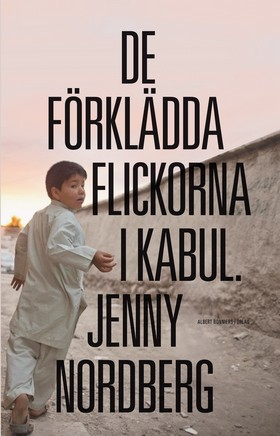 DE
FÖRKLÄDDA
FLICKORNA
I KABUL.
JENNY
NORDBERG
ALBERT BONNIERS FÖRLAG